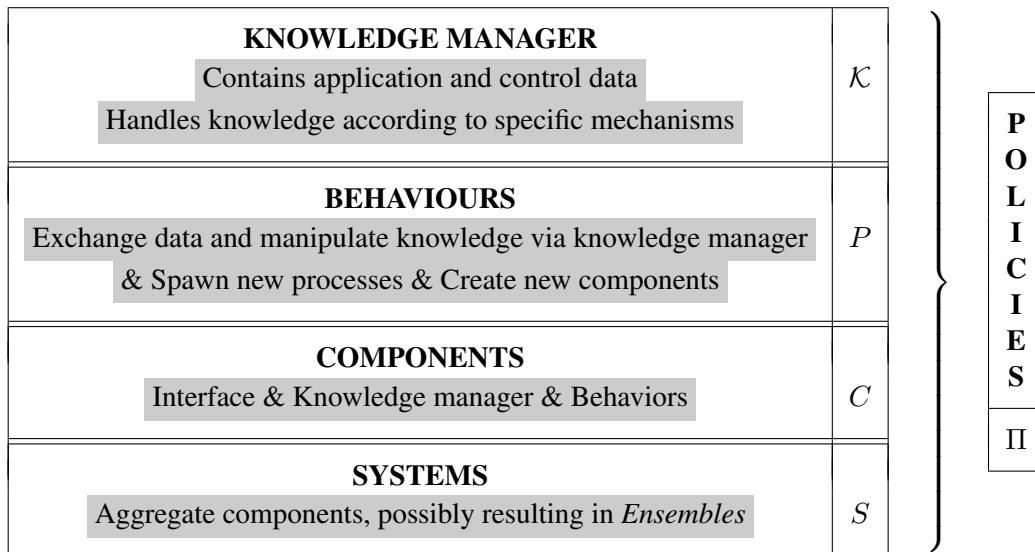 KNOWLEDGE MANAGER
Contains application and control data
Handles knowledge according to specific mechanisms
𝒦
BEHAVIOURS
Exchange data and manipulate knowledge via knowledge manager
& Spawn new processes & Create new components
P
COMPONENTS
Interface & Knowledge manager & Behaviors
C
SYSTEMS
Aggregate components, possibly resulting in Ensembles
S
P
O
L
I
C
I
E
S
Π